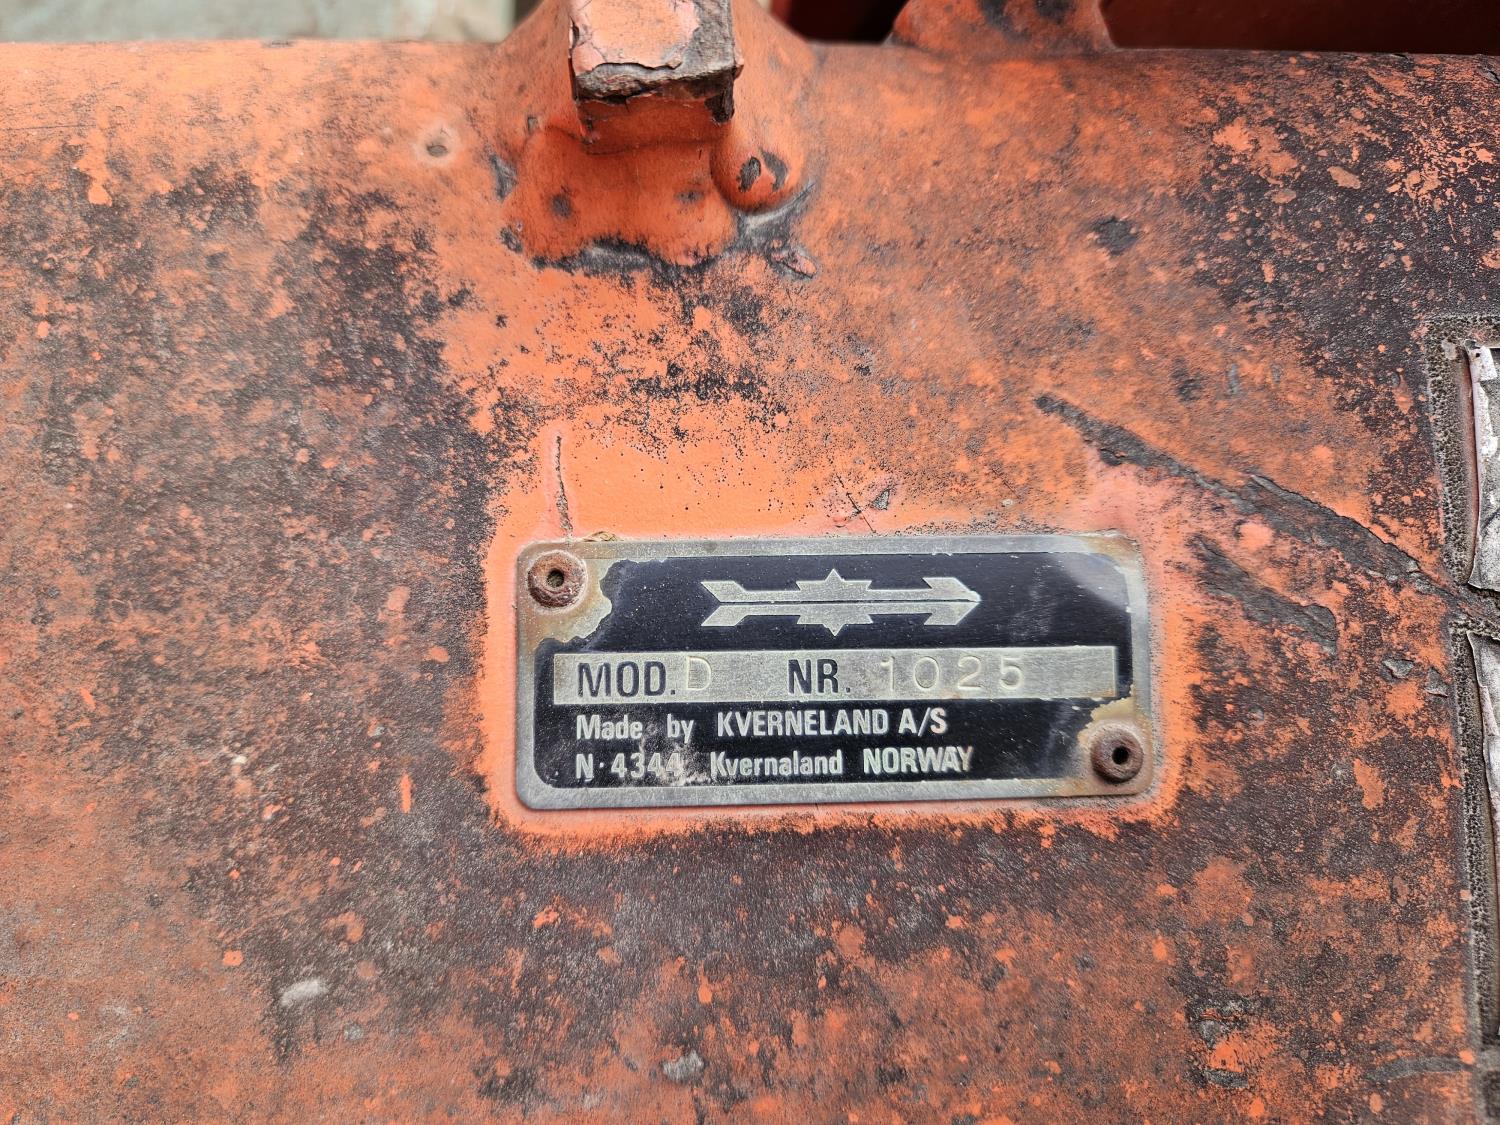 MOD. D NR. 1025
Made by KVERNELAND A/S
N·4344 Kvernaland NORWAY